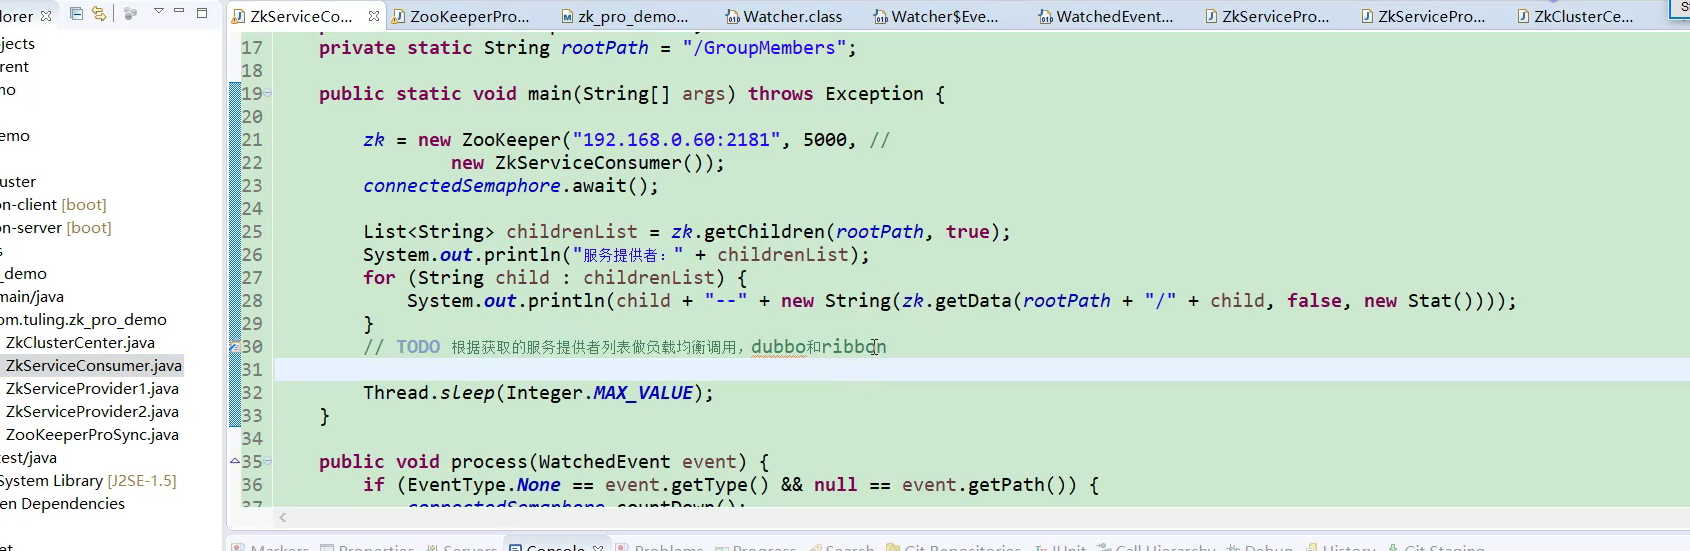 ZkServiceCo... ZooKeeperPro... zk_pro_demo... Watcher.class Watcher$Eve... WatchedEvent... ZkServicePro... ZkServicePro... ZkClusterCe...
lorer
jects
rent
mo
emo
uster
on-client [boot]
on-server [boot]
s
_demo
main/java
om.tuling.zk_pro_demo
ZkClusterCenter.java
ZkServiceConsumer.java
ZkServiceProvider1.java
ZkServiceProvider2.java
ZooKeeperProSync.java
test/java
System Library [J2SE-1.5]
en Dependencies
17 private static String rootPath = "/GroupMembers";
18
19 public static void main(String[] args) throws Exception {
20
21 zk = new ZooKeeper("192.168.0.60:2181", 5000, //
22 new ZkServiceConsumer());
23 connectedSemaphore.await();
24
25 List<String> childrenList = zk.getChildren(rootPath, true);
26 System.out.println("服务提供者：" + childrenList);
27 for (String child : childrenList) {
28 System.out.println(child + "--" + new String(zk.getData(rootPath + "/" + child, false, new Stat())));
29 }
30 // TODO 根据获取的服务提供者列表做负载均衡调用，dubbo和ribbon
31
32 Thread.sleep(Integer.MAX_VALUE);
33 }
34
35 public void process(WatchedEvent event) {
36 if (EventType.None == event.getType() && null == event.getPath()) {
37 connectedSemaphore.countDown();
Markers Properties Servers Console Problems Progress Search Git Repositories JUnit Call Hierarchy Debug History Git Staging